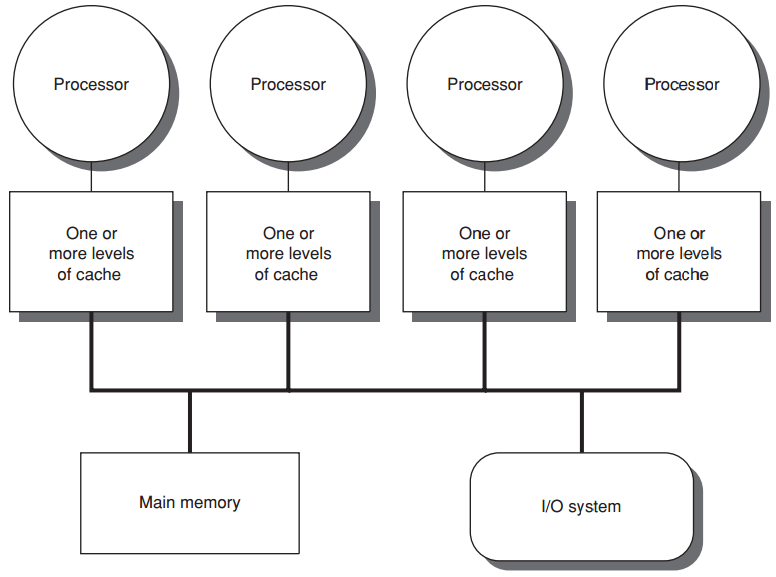 Processor
Processor
Processor
Processor
One or
more levels
of cache
One or
more levels
of cache
One or
more levels
of cache
One or
more levels
of cache
Main memory
I/O system